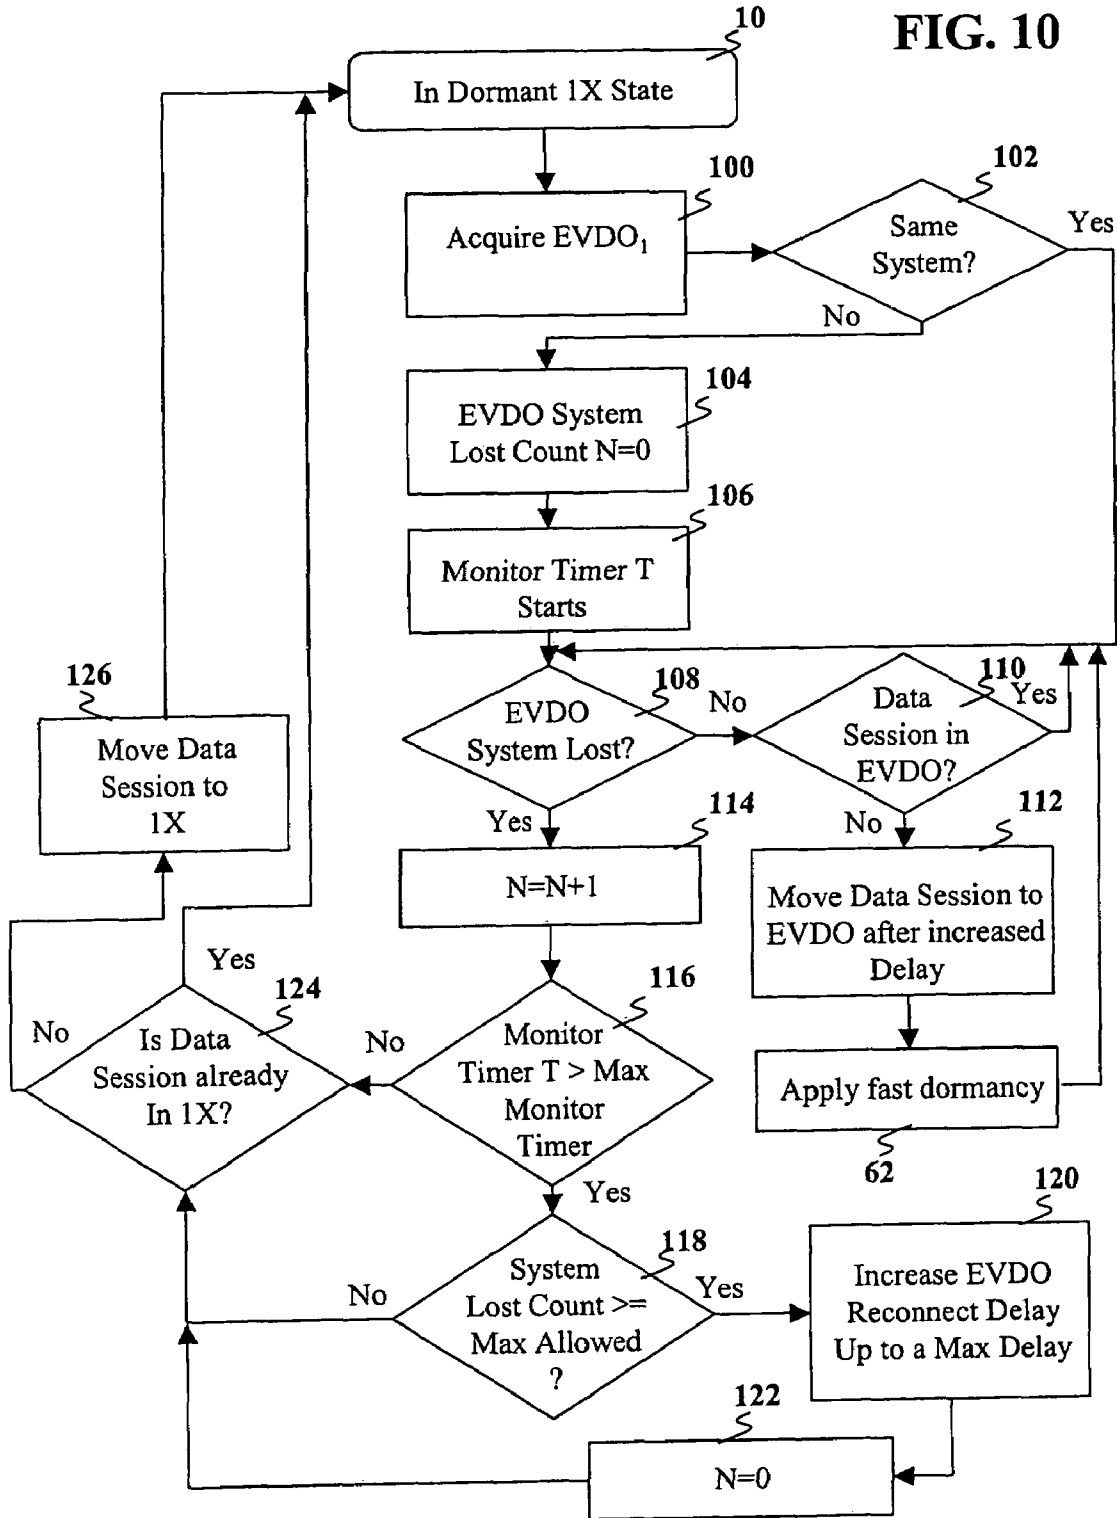 FIG. 10
10
In Dormant 1X State
100
Acquire EVDO₁
102
Same
System?
Yes
No
104
EVDO System
Lost Count N=0
106
Monitor Timer T
Starts
108
EVDO
System Lost?
No
110
Data
Session in
EVDO?
Yes
No
112
Move Data Session to
EVDO after increased
Delay
Apply fast dormancy
62
Yes
114
N=N+1
116
Monitor
Timer T > Max
Monitor
Timer
No
Yes
118
System
Lost Count >=
Max Allowed
?
No
Yes
120
Increase EVDO
Reconnect Delay
Up to a Max Delay
122
N=0
124
Is Data
Session already
In 1X?
Yes
No
126
Move Data
Session to
1X